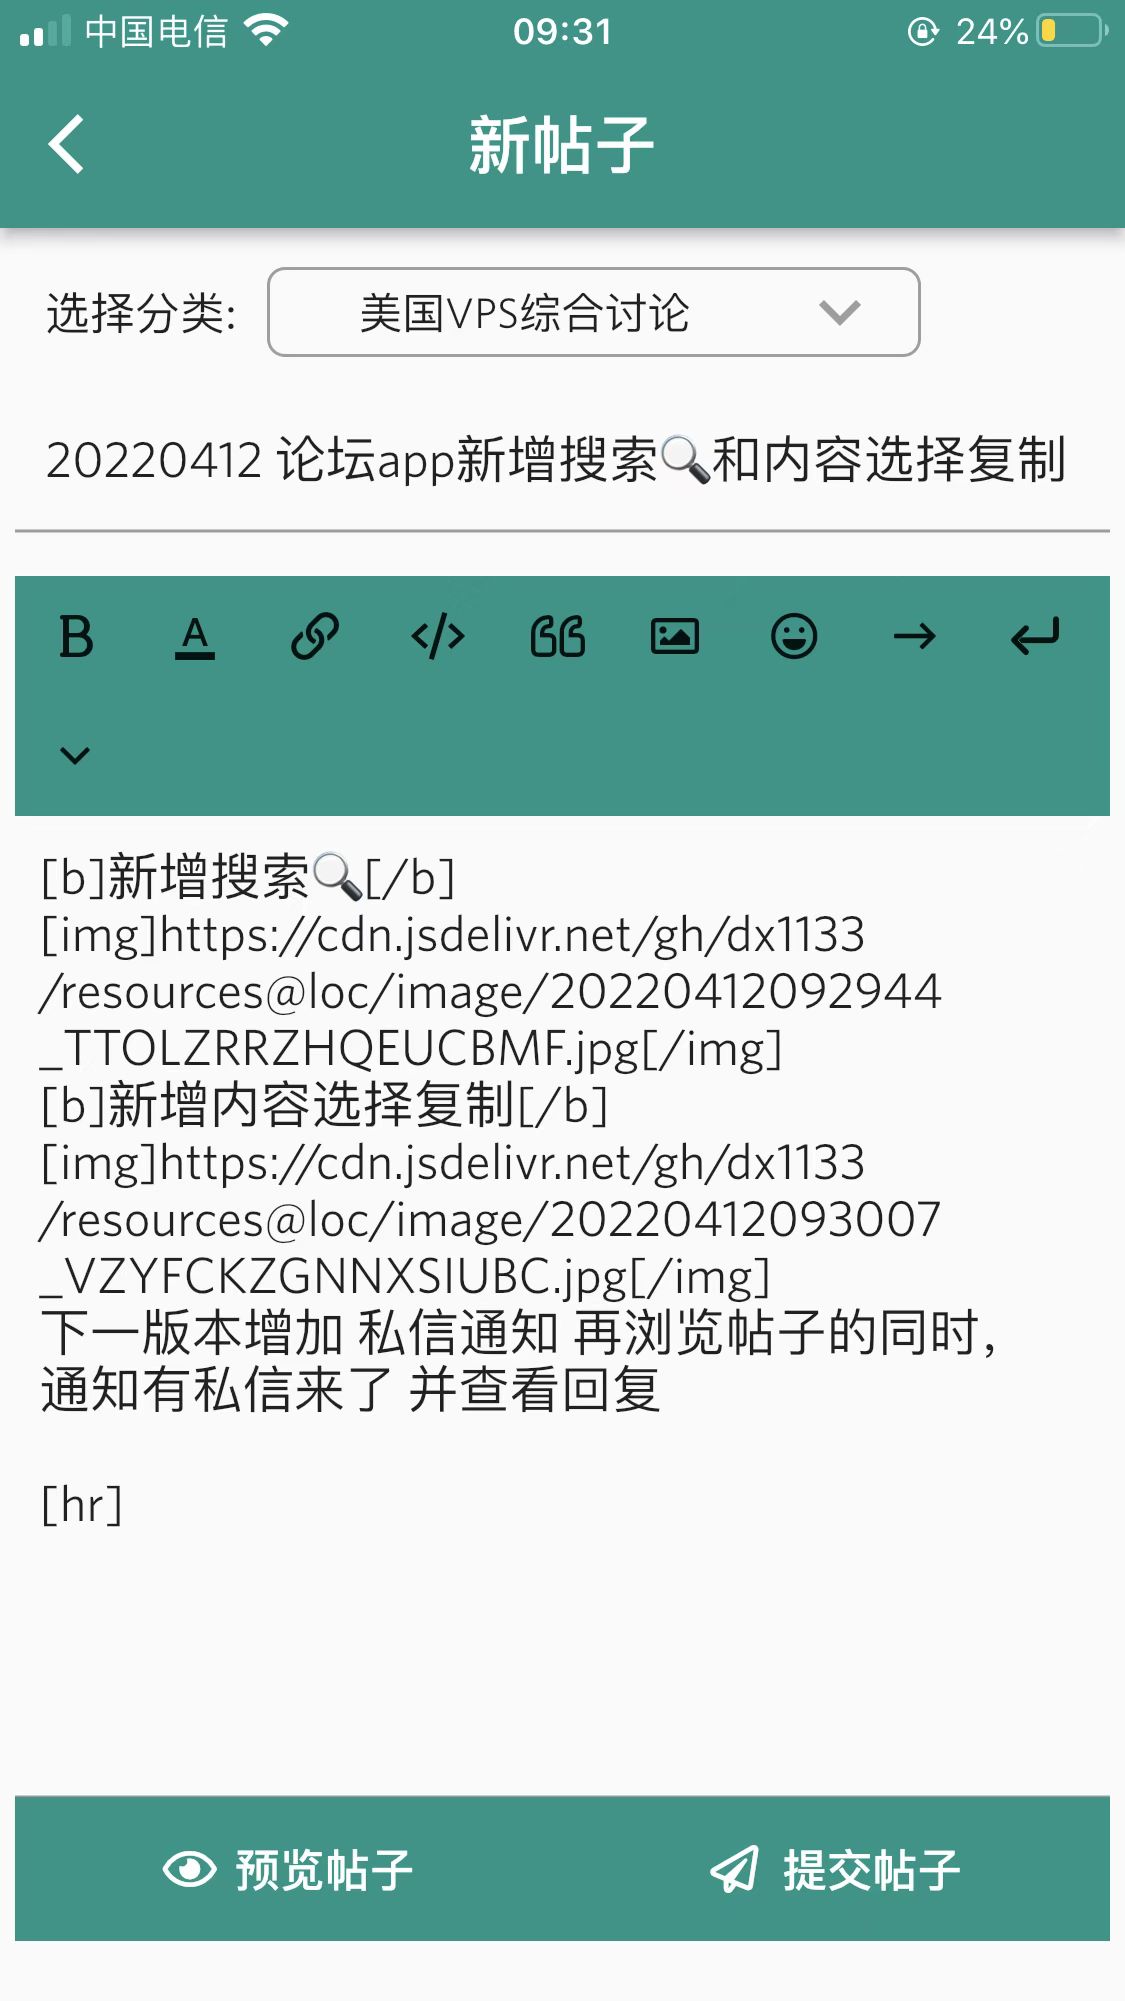 中国电信 09:31 24%
新帖子
选择分类: 美国VPS综合讨论
20220412 论坛app新增搜索🔍和内容选择复制
B A
[b]新增搜索🔍[/b]
[img]https://cdn.jsdelivr.net/gh/dx1133
/resources@loc/image/20220412092944
_TTOLZRRZHQEUCBMF.jpg[/img]
[b]新增内容选择复制[/b]
[img]https://cdn.jsdelivr.net/gh/dx1133
/resources@loc/image/20220412093007
_VZYFCKZGNNXSIUBC.jpg[/img]
下一版本增加 私信通知 再浏览帖子的同时,
通知有私信来了 并查看回复
[hr]
预览帖子 提交帖子